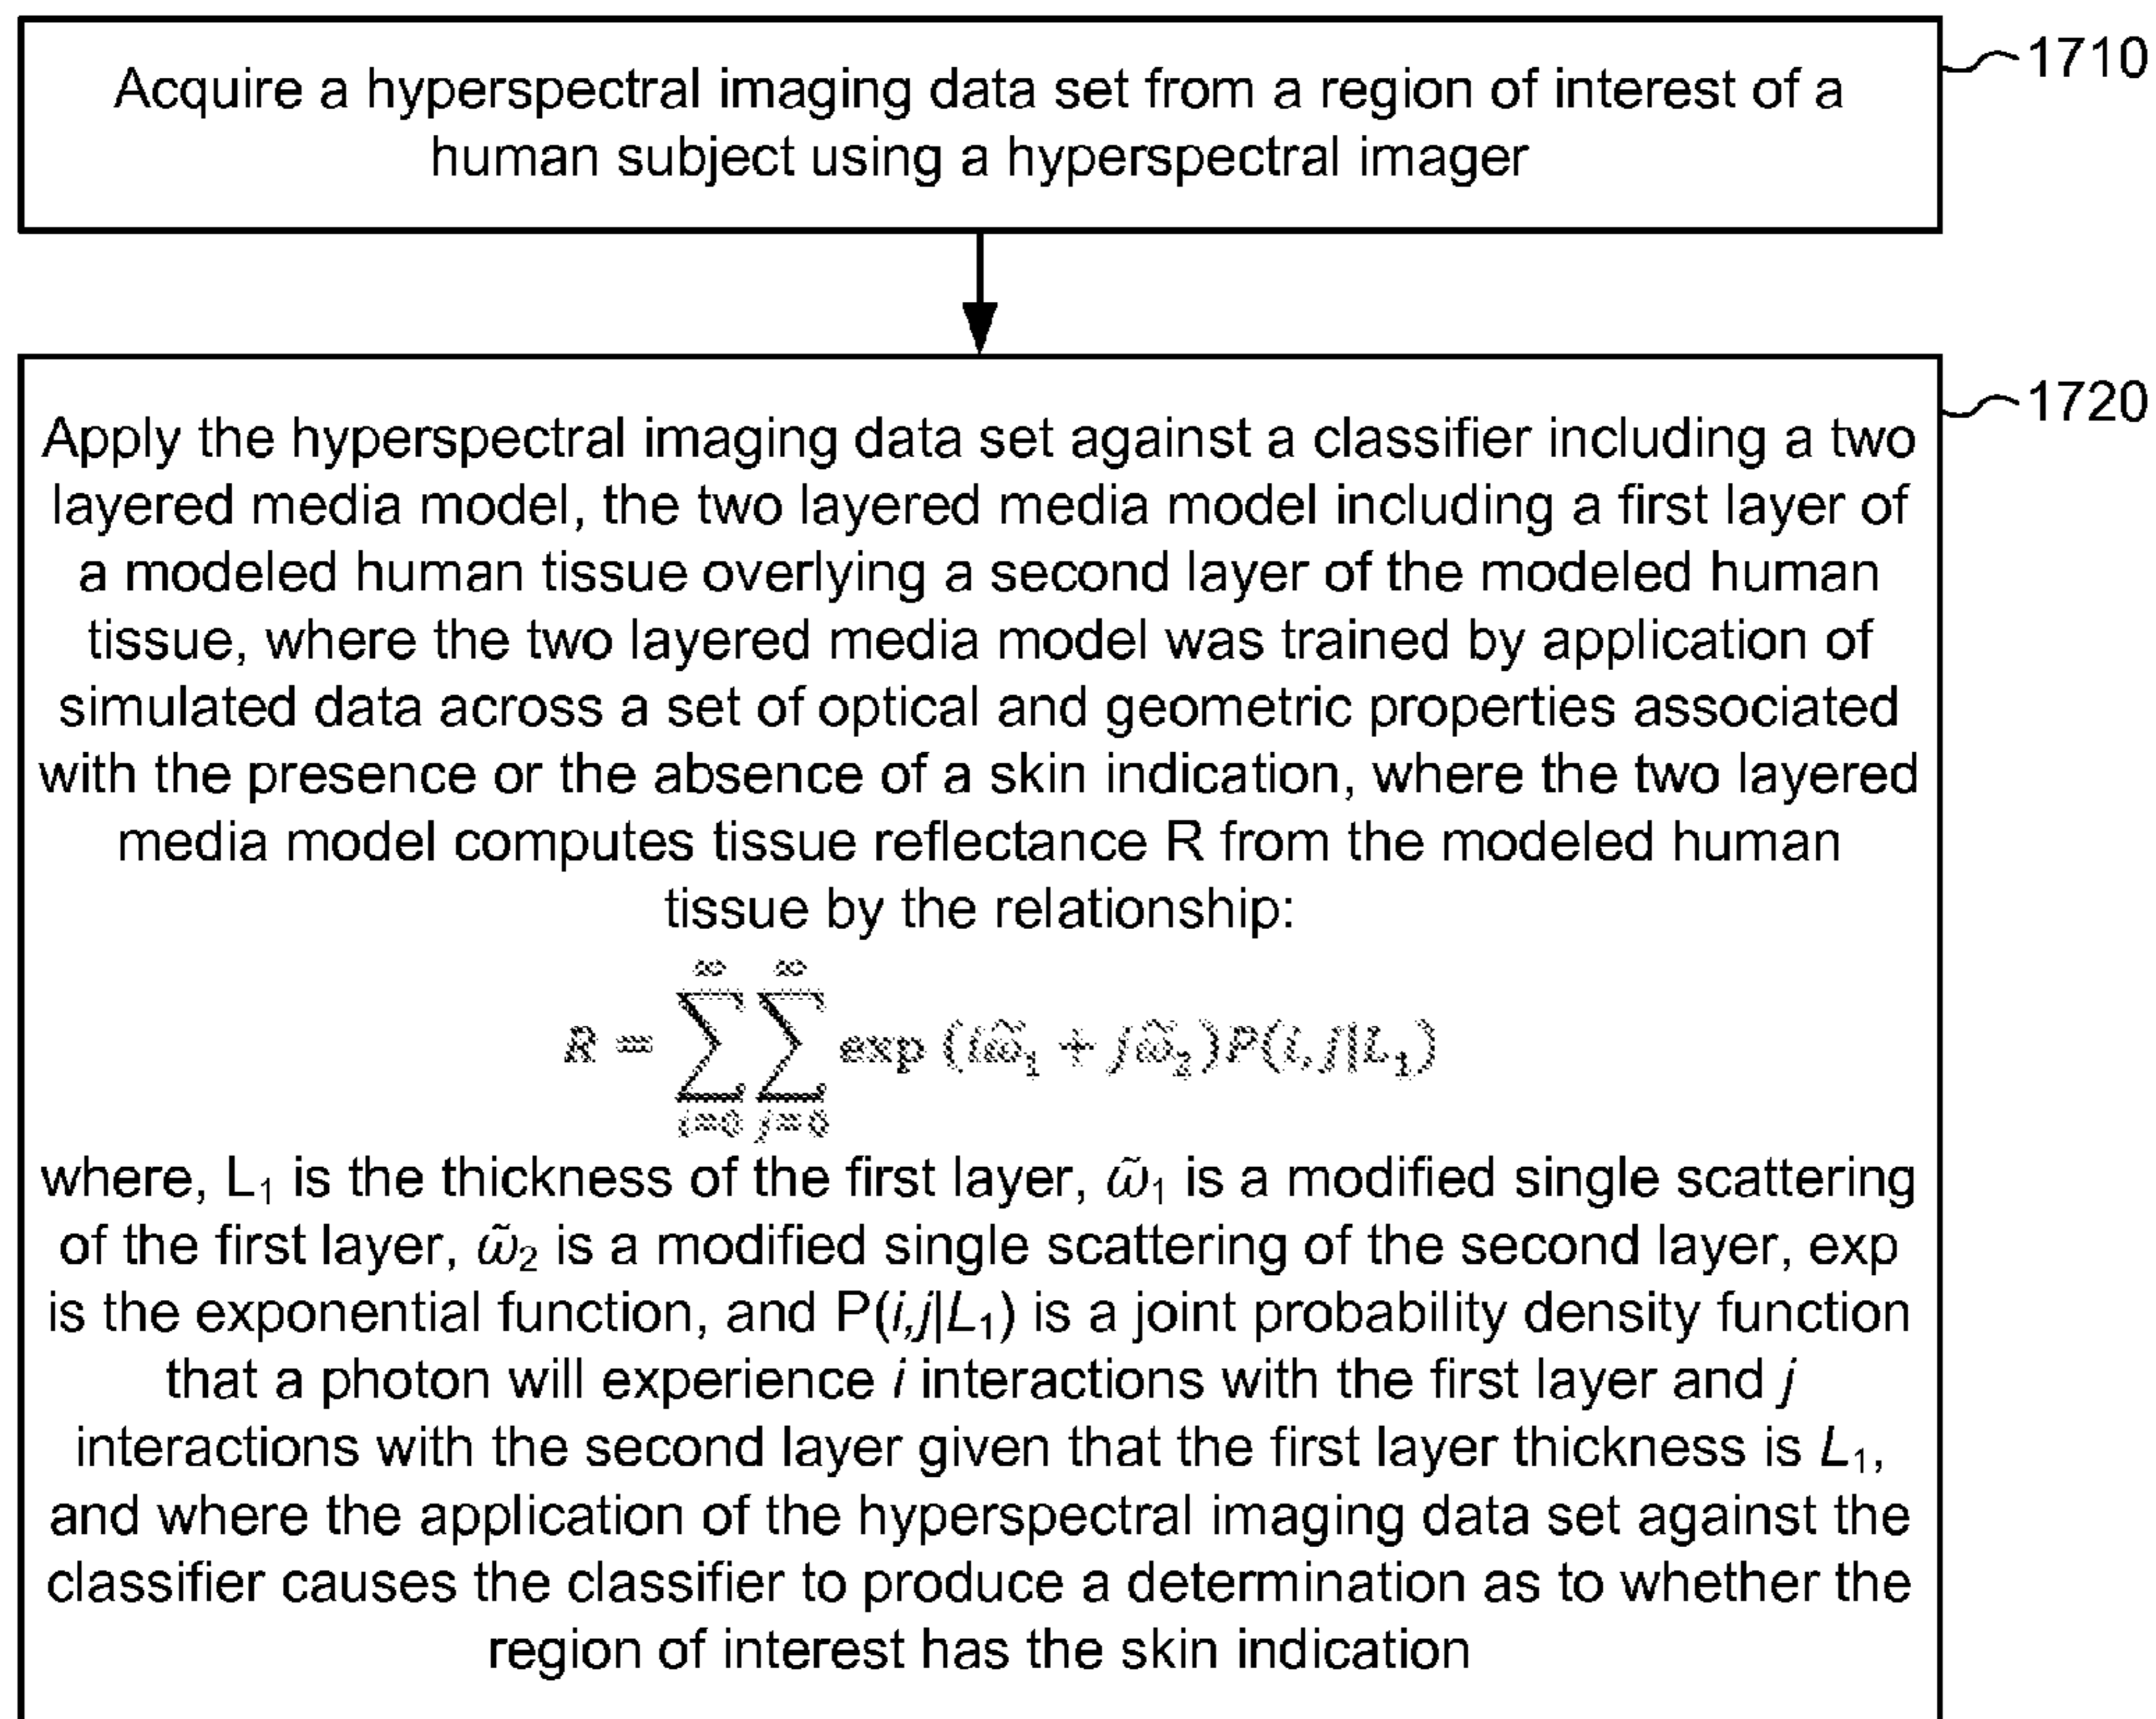 Acquire a hyperspectral imaging data set from a region of interest of a
human subject using a hyperspectral imager
1710
Apply the hyperspectral imaging data set against a classifier including a two
1720
layered media model, the two layered media model including a first layer of
a modeled human tissue overlying a second layer of the modeled human
tissue, where the two layered media model was trained by application of
simulated data across a set of optical and geometric properties associated
with the presence or the absence of a skin indication, where the two layered
media model computes tissue reflectance R from the modeled human
tissue by the relationship:
∞ ∞
R = ∑ ∑ exp (iω̃₁ + jω̃₂)P(i, j|L₁)
i=0 j=0
where, L₁ is the thickness of the first layer, ω̃₁ is a modified single scattering
of the first layer, ω̃₂ is a modified single scattering of the second layer, exp
is the exponential function, and P(i,j|L₁) is a joint probability density function
that a photon will experience i interactions with the first layer and j
interactions with the second layer given that the first layer thickness is L₁,
and where the application of the hyperspectral imaging data set against the
classifier causes the classifier to produce a determination as to whether the
region of interest has the skin indication